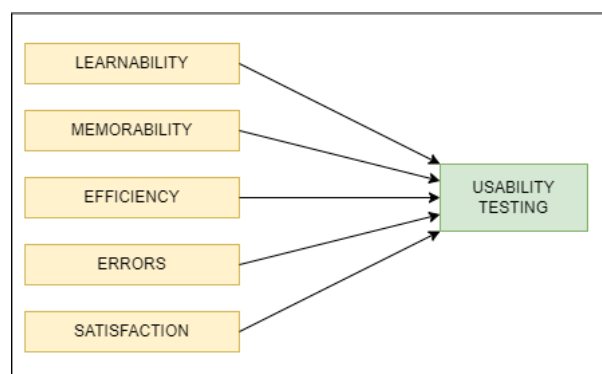 LEARNABILITY
MEMORABILITY
EFFICIENCY
ERRORS
SATISFACTION
USABILITY
TESTING